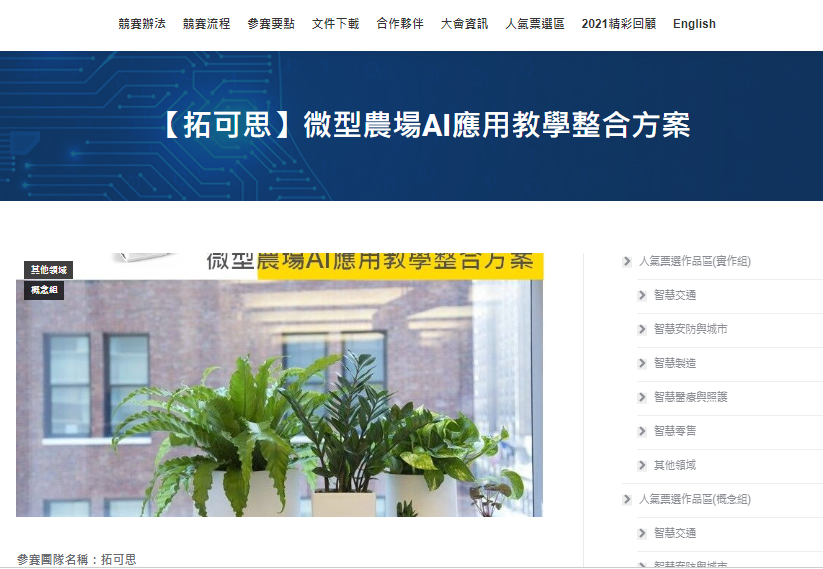 競賽辦法 競賽流程 參賽要點 文件下載 合作夥伴 大會資訊 人氣票選區 2021精彩回顧 English
【拓可思】微型農場AI應用教學整合方案
微型農場AI應用教學整合方案
其他領域
概念組
參賽團隊名稱：拓可思
人氣票選作品區(實作組)
智慧交通
智慧安防與城市
智慧製造
智慧醫療與照護
智慧零售
其他領域
人氣票選作品區(概念組)
智慧交通
智慧安防與城市